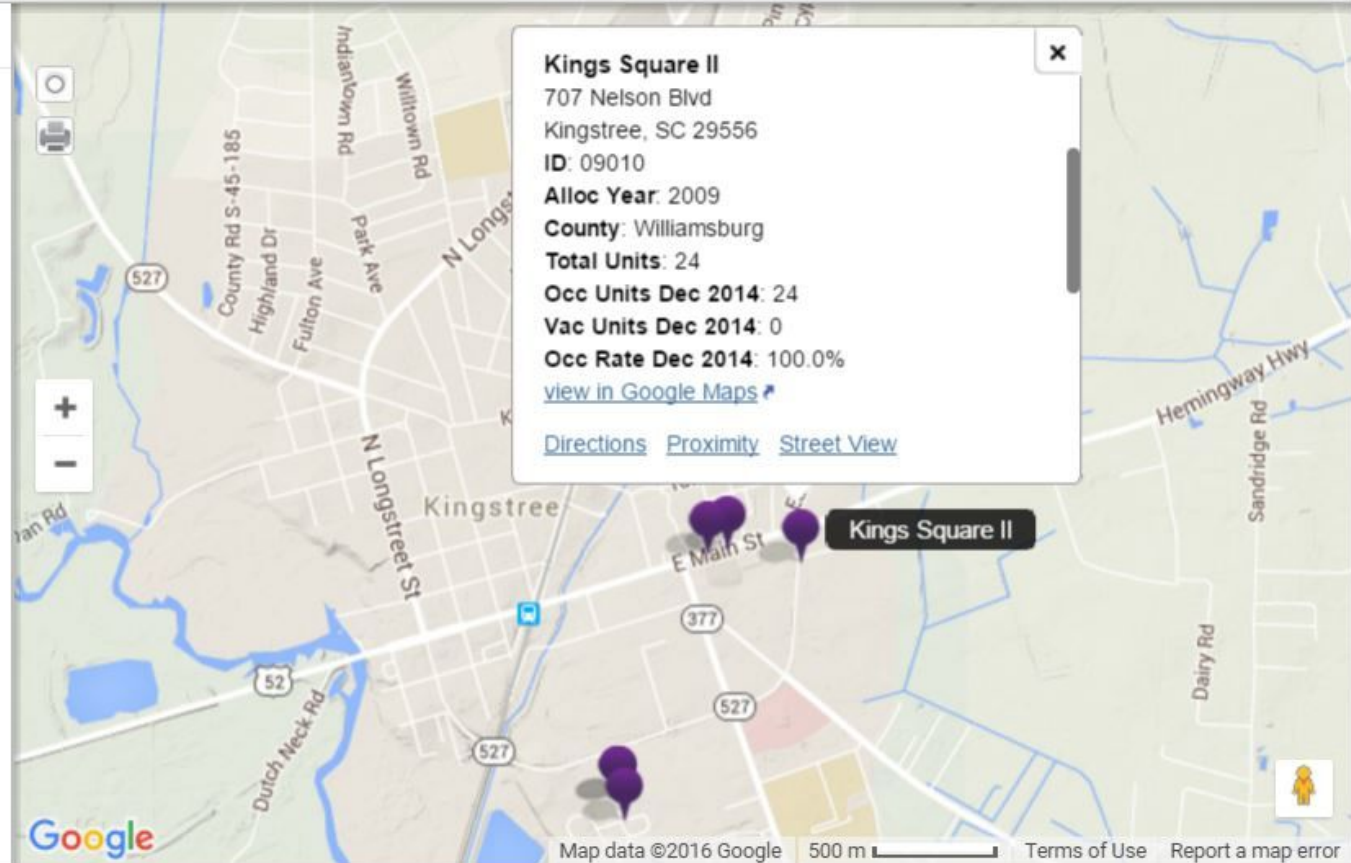 Kings Square II
707 Nelson Blvd
Kingstree, SC 29556
ID: 09010
Alloc Year: 2009
County: Williamsburg
Total Units: 24
Occ Units Dec 2014: 24
Vac Units Dec 2014: 0
Occ Rate Dec 2014: 100.0%
view in Google Maps
Directions Proximity Street View
Indiantown Rd
Willtown Rd
County Rd S-45-185
Highland Dr
Fulton Ave
Park Ave
N Longst
527
Hemingway Hwy
Sandridge Rd
N Longstreet St
Kingstree
Kings Square II
E Main St
377
Dairy Rd
52
Dutch Neck Rd
527
527
Google
Map data ©2016 Google 500 m Terms of Use Report a map error